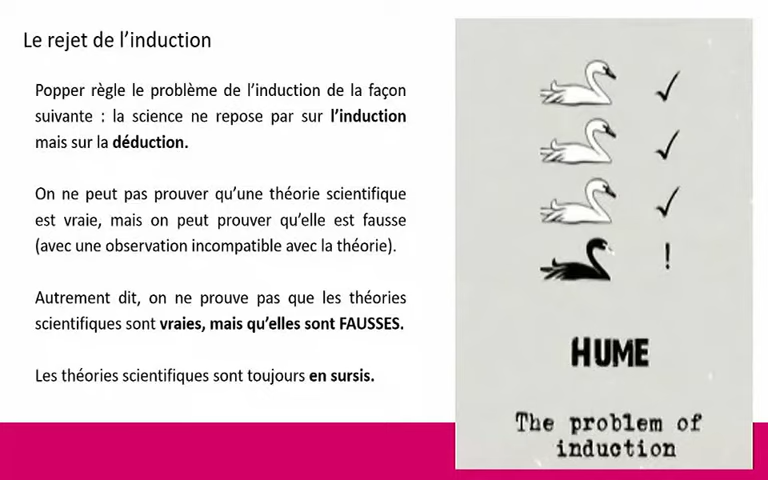 Le rejet de l’induction
Popper règle le problème de l’induction de la façon
suivante : la science ne repose par sur l’induction
mais sur la déduction.
On ne peut pas prouver qu’une théorie scientifique
est vraie, mais on peut prouver qu’elle est fausse
(avec une observation incompatible avec la théorie).
Autrement dit, on ne prouve pas que les théories
scientifiques sont vraies, mais qu’elles sont FAUSSES.
Les théories scientifiques sont toujours en sursis.
!
HUME
The problem of
induction